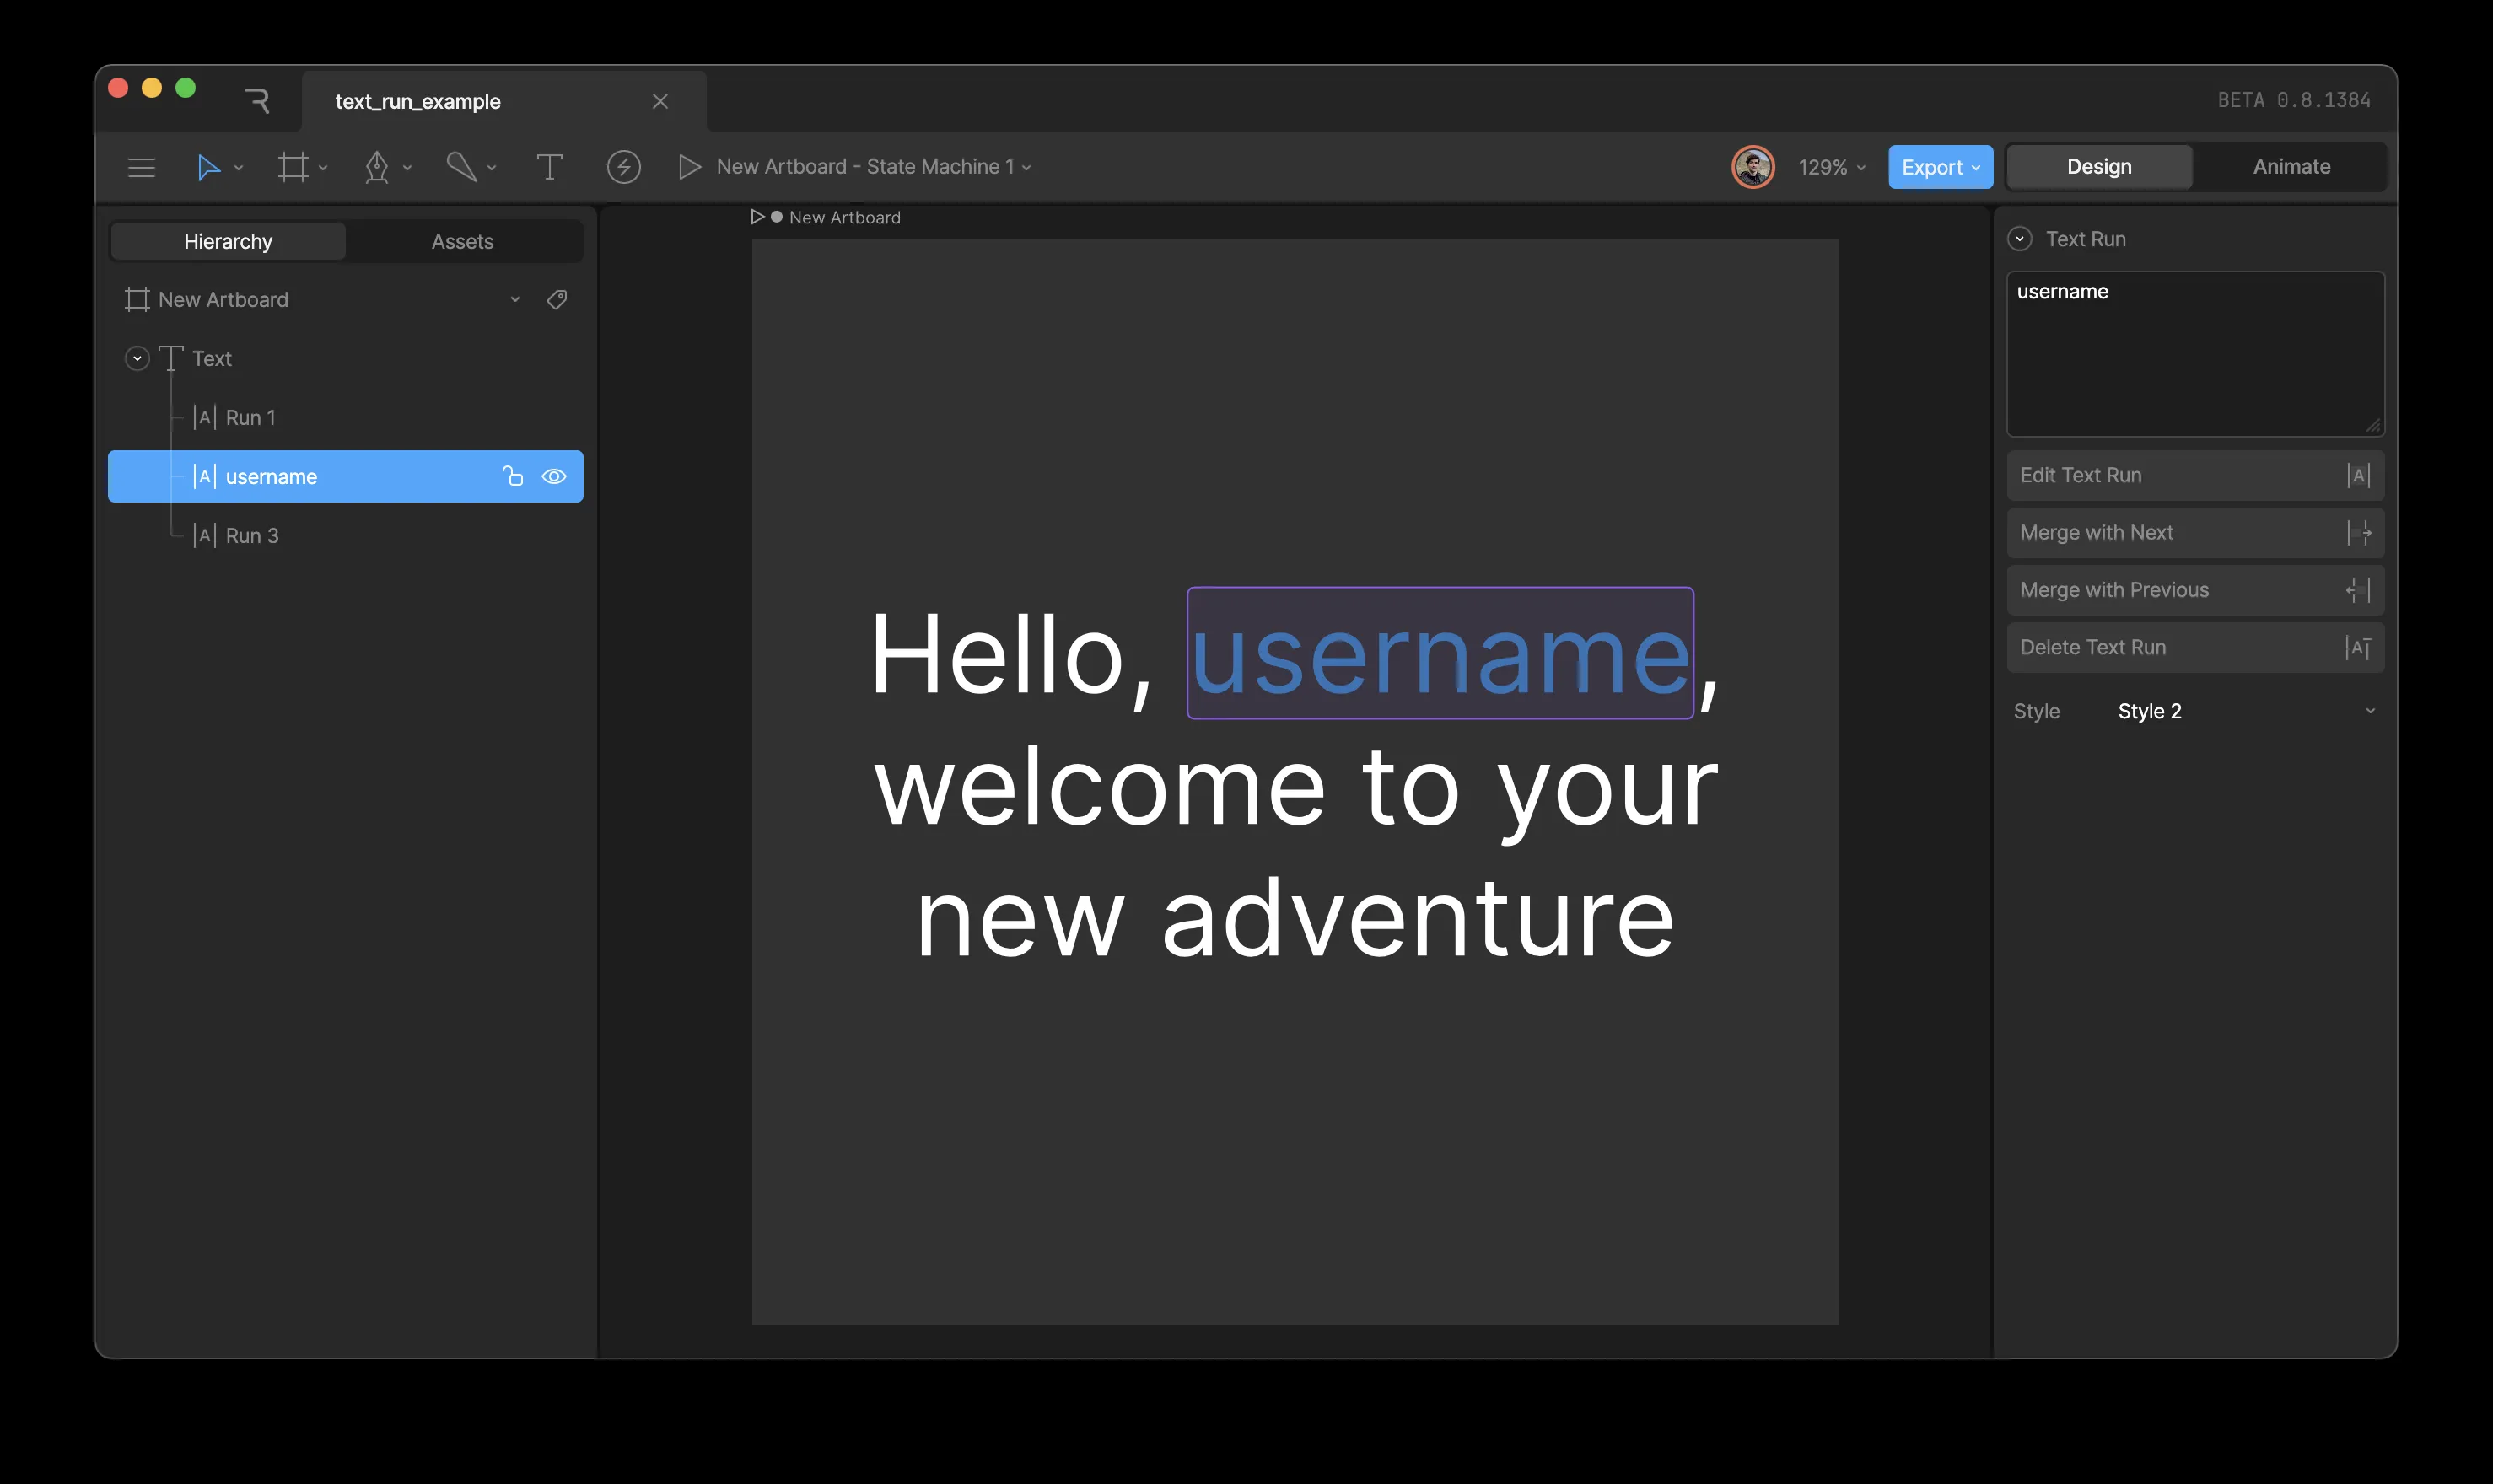 text_run_example
BETA 0.8.1384
New Artboard - State Machine 1
129%
Export
Design
Animate
Hierarchy
Assets
New Artboard
Text
Run 1
username
Run 3
New Artboard
Hello, username,
welcome to your
new adventure
Text Run
username
Edit Text Run
Merge with Next
Merge with Previous
Delete Text Run
Style Style 2